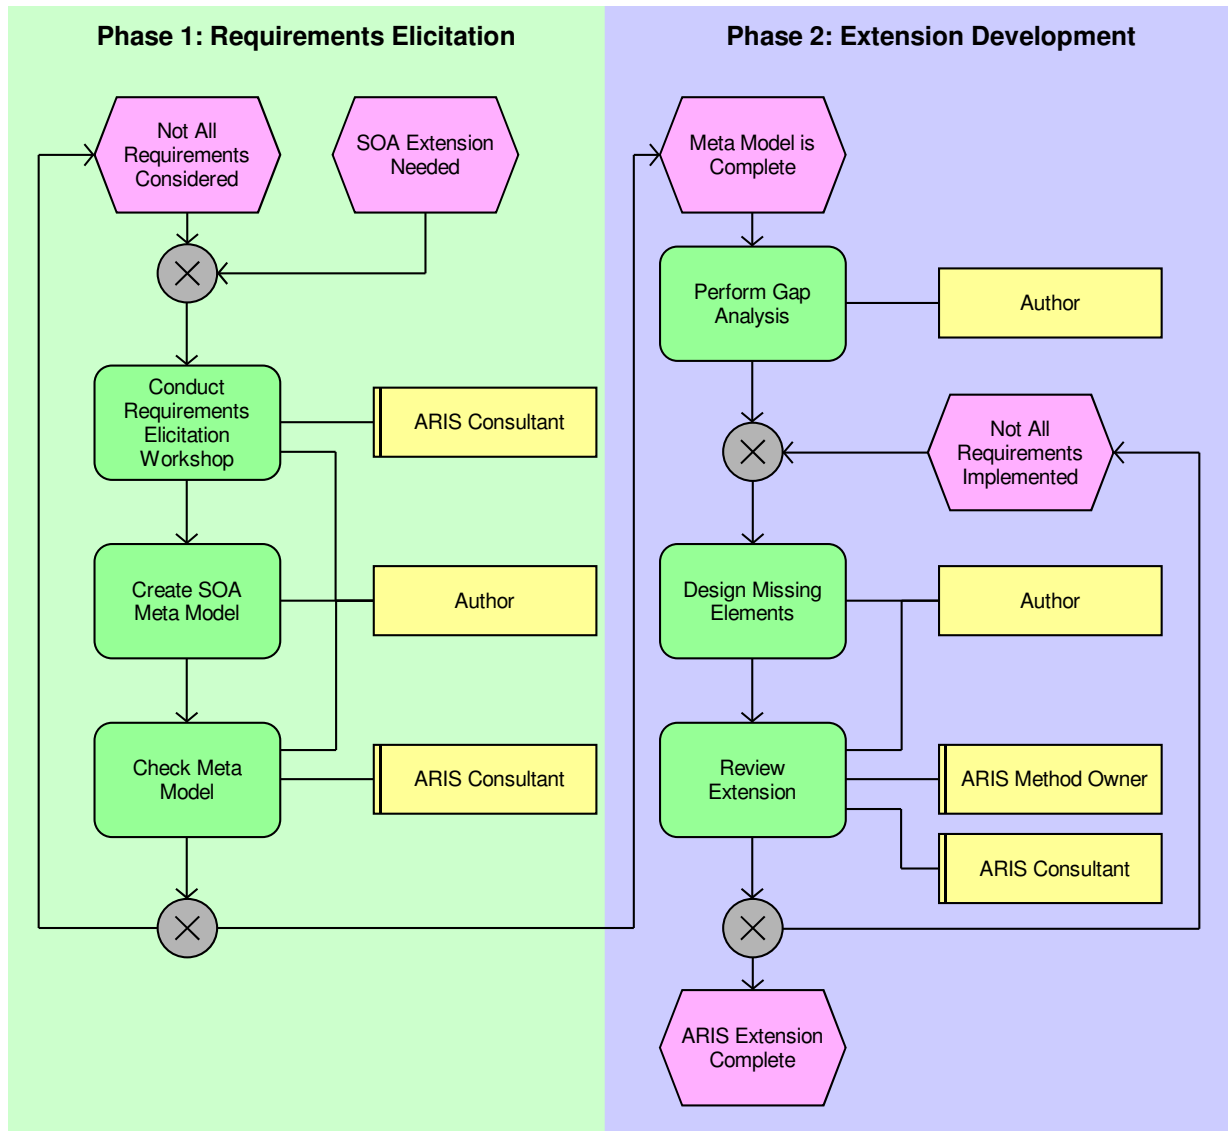 Phase 1: Requirements Elicitation
Not All
Requirements
Considered
SOA Extension
Needed
Conduct
Requirements
Elicitation
Workshop
ARIS Consultant
Create SOA
Meta Model
Author
Check Meta
Model
ARIS Consultant
Phase 2: Extension Development
Meta Model is
Complete
Perform Gap
Analysis
Author
Not All
Requirements
Implemented
Design Missing
Elements
Author
Review
Extension
ARIS Method Owner
ARIS Consultant
ARIS Extension
Complete